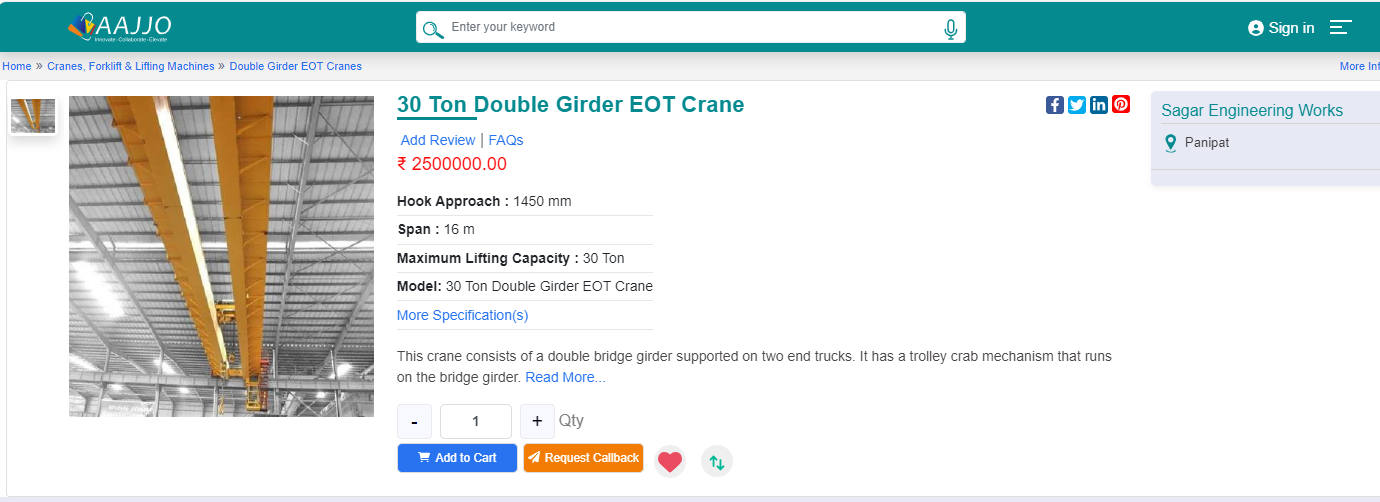 AAJJO
Innovate-Collaborate-Elevate
Enter your keyword
Sign in
Home » Cranes, Forklift & Lifting Machines » Double Girder EOT Cranes
More Inf
30 Ton Double Girder EOT Crane
Add Review | FAQs
₹ 2500000.00
Hook Approach : 1450 mm
Span : 16 m
Maximum Lifting Capacity : 30 Ton
Model: 30 Ton Double Girder EOT Crane
More Specification(s)
This crane consists of a double bridge girder supported on two end trucks. It has a trolley crab mechanism that runs
on the bridge girder. Read More...
- 1 + Qty
Add to Cart Request Callback
Sagar Engineering Works
Panipat